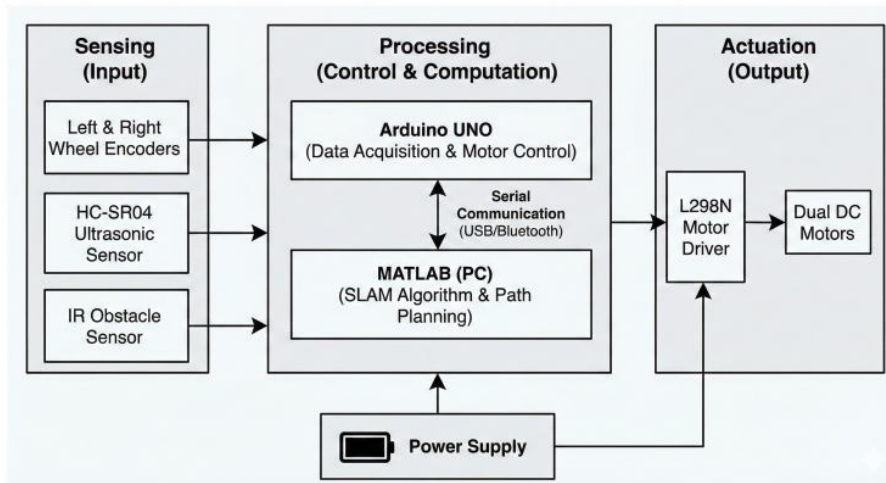 Sensing
(Input)
Left & Right
Wheel Encoders
HC-SR04
Ultrasonic
Sensor
IR Obstacle
Sensor
Processing
(Control & Computation)
Arduino UNO
(Data Acquisition & Motor Control)
Serial
Communication
(USB/Bluetooth)
MATLAB (PC)
(SLAM Algorithm & Path
Planning)
Actuation
(Output)
L298N
Motor
Driver
Dual DC
Motors
Power Supply